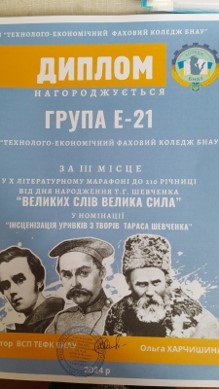 "ТЕХНОЛОГО-ЕКОНОМІЧНИЙ ФАХОВИЙ КОЛЕДЖ БНАУ"
ДИПЛОМ
НАГОРОДЖУЄТЬСЯ
ГРУПА Е-21
"ТЕХНОЛОГО-ЕКОНОМІЧНИЙ ФАХОВИЙ КОЛЕДЖ БНАУ
ЗА ІІІ МІСЦЕ
У Х ЛІТЕРАТУРНОМУ МАРАФОНІ ДО 210 РІЧНИЦІ
ВІД ДНЯ НАРОДЖЕННЯ Т.Г. ШЕВЧЕНКА
"ВЕЛИКИХ СЛІВ ВЕЛИКА СИЛА"
У НОМІНАЦІЇ
"ІНСЦЕНІЗАЦІЯ УРИВКІВ З ТВОРІВ ТАРАСА ШЕВЧЕНКА"
тор ВСП ТЕФК БНАУ
Ольга ХАРЧИШИНА
2024 р